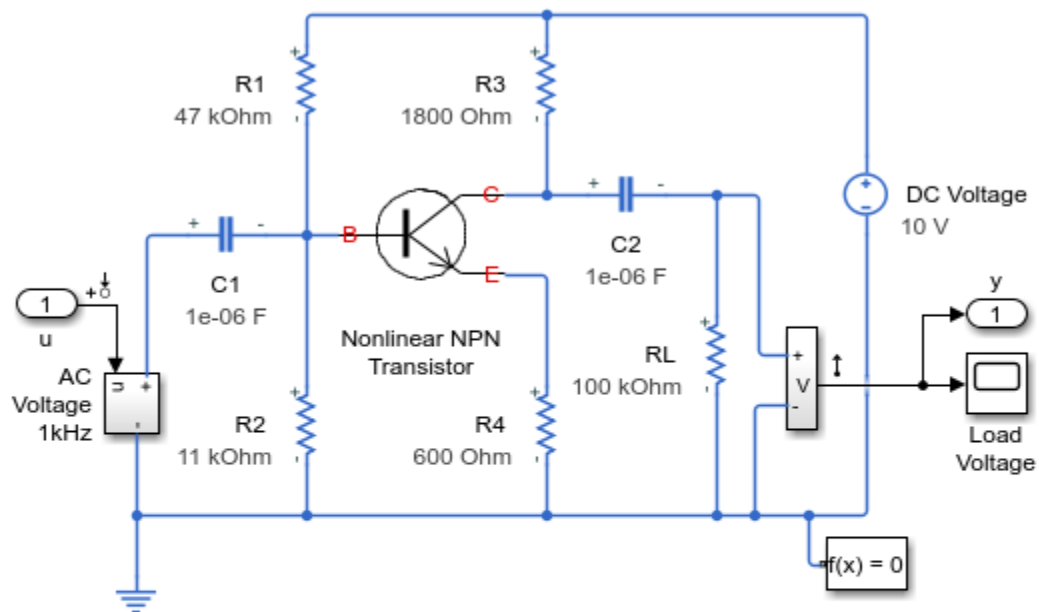 R1
47 kOhm
R3
1800 Ohm
+
-
+
-
+
-
DC Voltage
10 V
B
C
E
+
-
C1
1e-06 F
+
-
C2
1e-06 F
Nonlinear NPN
Transistor
1
u
+
AC
Voltage
1kHz
u
+
-
R2
11 kOhm
+
-
R4
600 Ohm
+
-
RL
100 kOhm
+
-
+
V
-
y
1
Load
Voltage
f(x) = 0